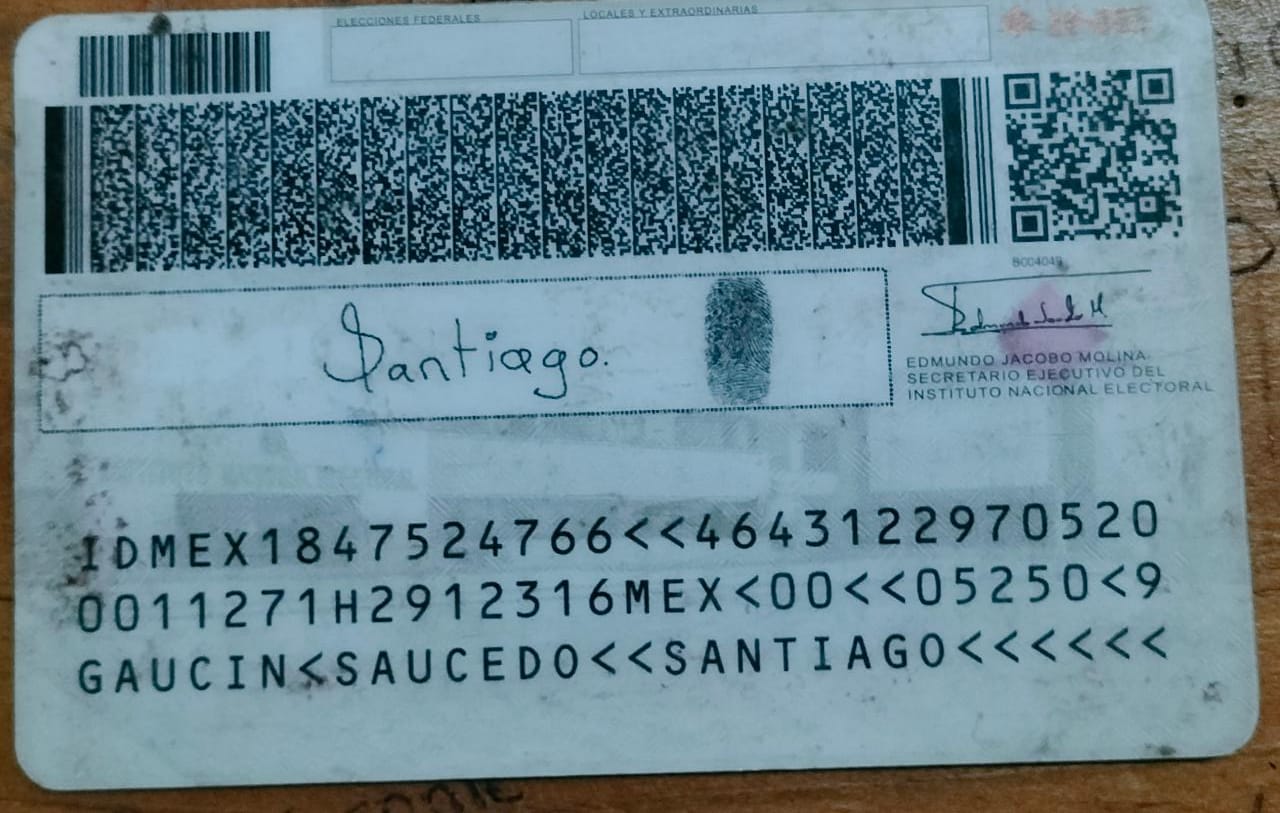 ELECCIONES FEDERALES
LOCALES Y EXTRAORDINARIAS
Santiago.
EDMUNDO JACOBO MOLINA
SECRETARIO EJECUTIVO DEL
INSTITUTO NACIONAL ELECTORAL
IDMEX1847524766<<4643122970520
0011271H2912316MEX<00<<05250<9
GAUCIN<SAUCEDO<<SANTIAGO<<<<<<